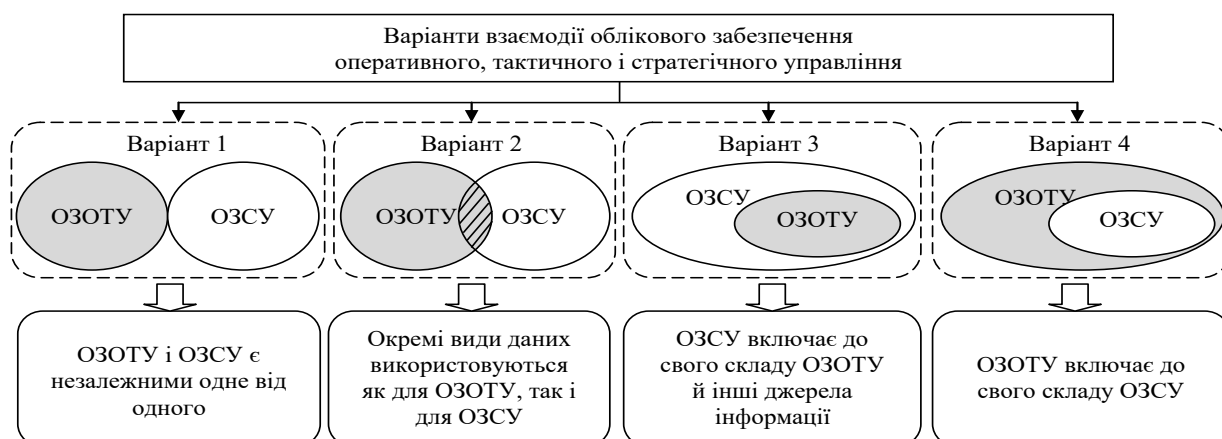 Варіанти взаємодії облікового забезпечення
оперативного, тактичного і стратегічного управління
Варіант 1
ОЗОТУ
ОЗСУ
Варіант 2
ОЗОТУ
ОЗСУ
Варіант 3
ОЗСУ
ОЗОТУ
Варіант 4
ОЗОТУ
ОЗСУ
ОЗОТУ і ОЗСУ є
незалежними одне від
одного
Окремі види даних
використовуються
як для ОЗОТУ, так і
для ОЗСУ
ОЗСУ включає до
свого складу ОЗОТУ
й інші джерела
інформації
ОЗОТУ включає до
свого складу ОЗСУ